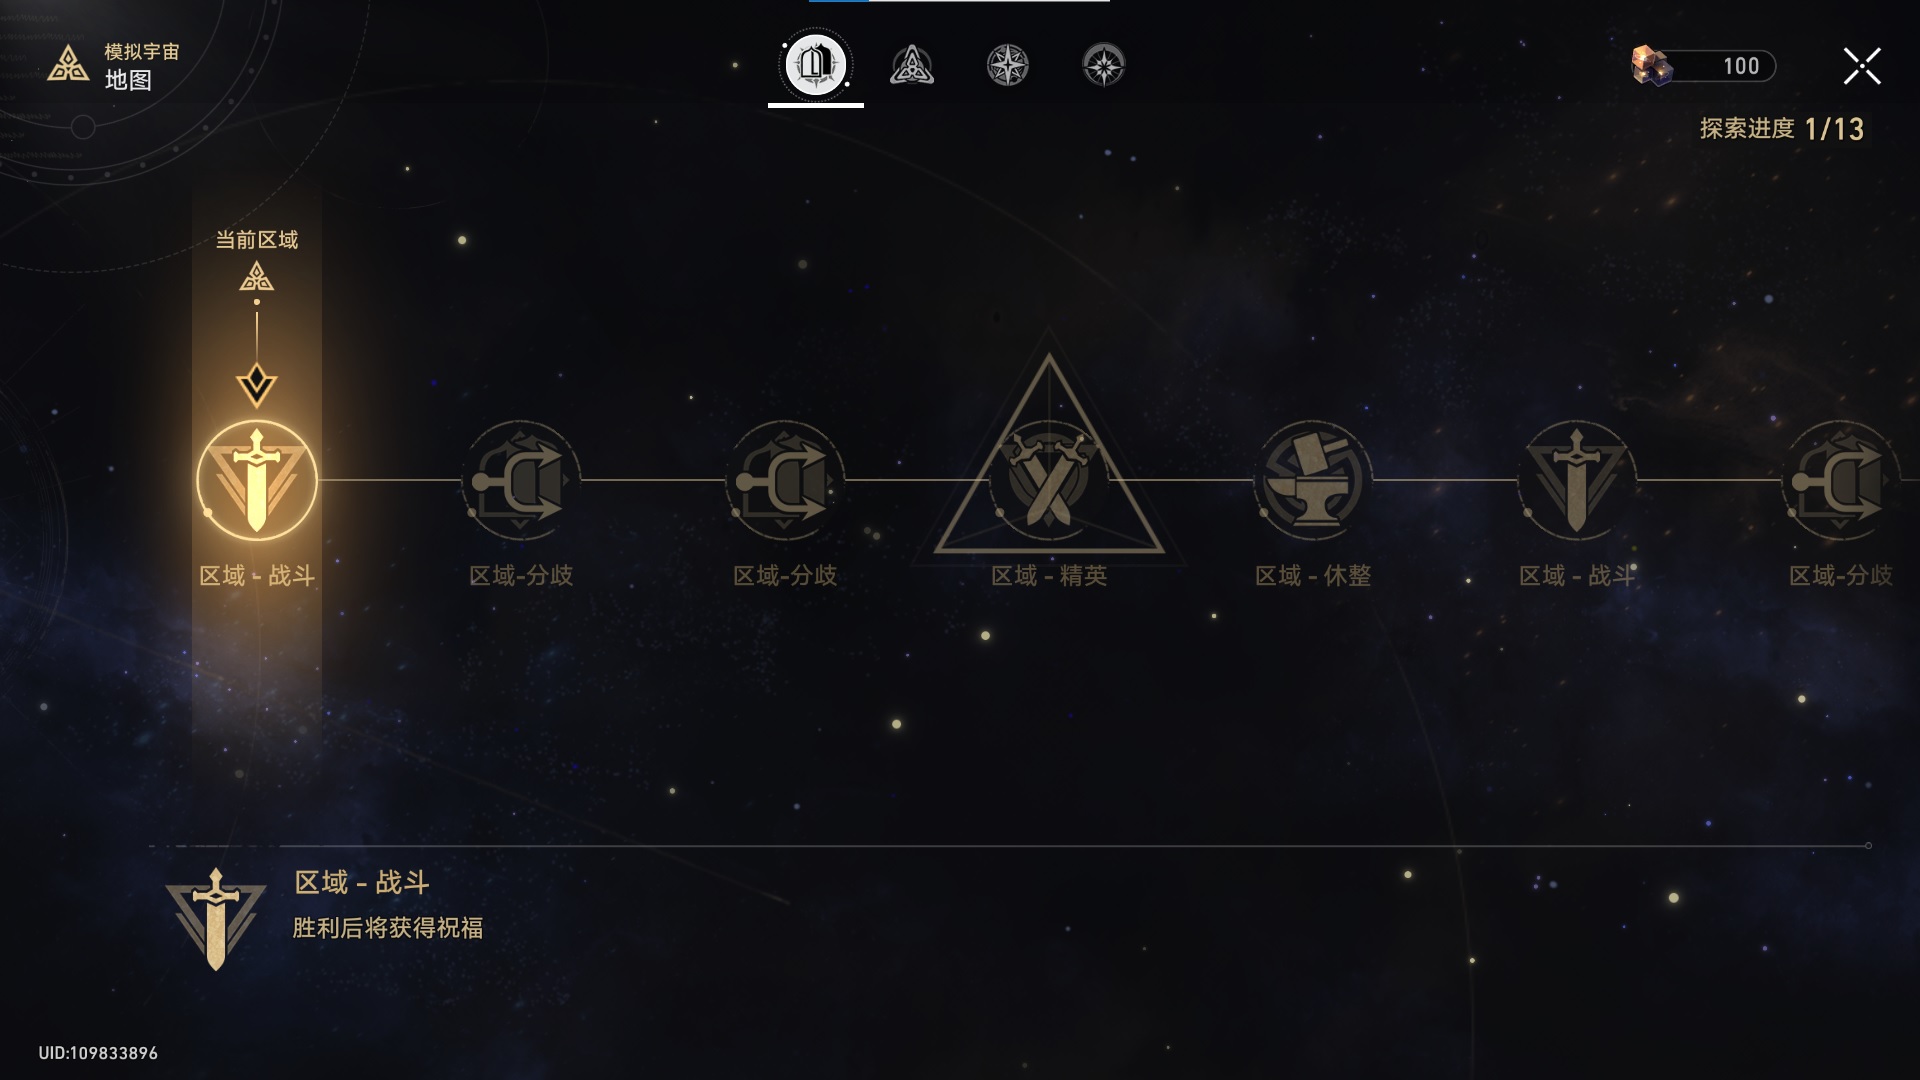 模拟宇宙
地图
100
探索进度 1/13
当前区域
区域 - 战斗
区域-分歧
区域-分歧
区域 - 精英
区域 - 休整
区域 - 战斗
区域-分歧
区域 - 战斗
胜利后将获得祝福
UID:109833896